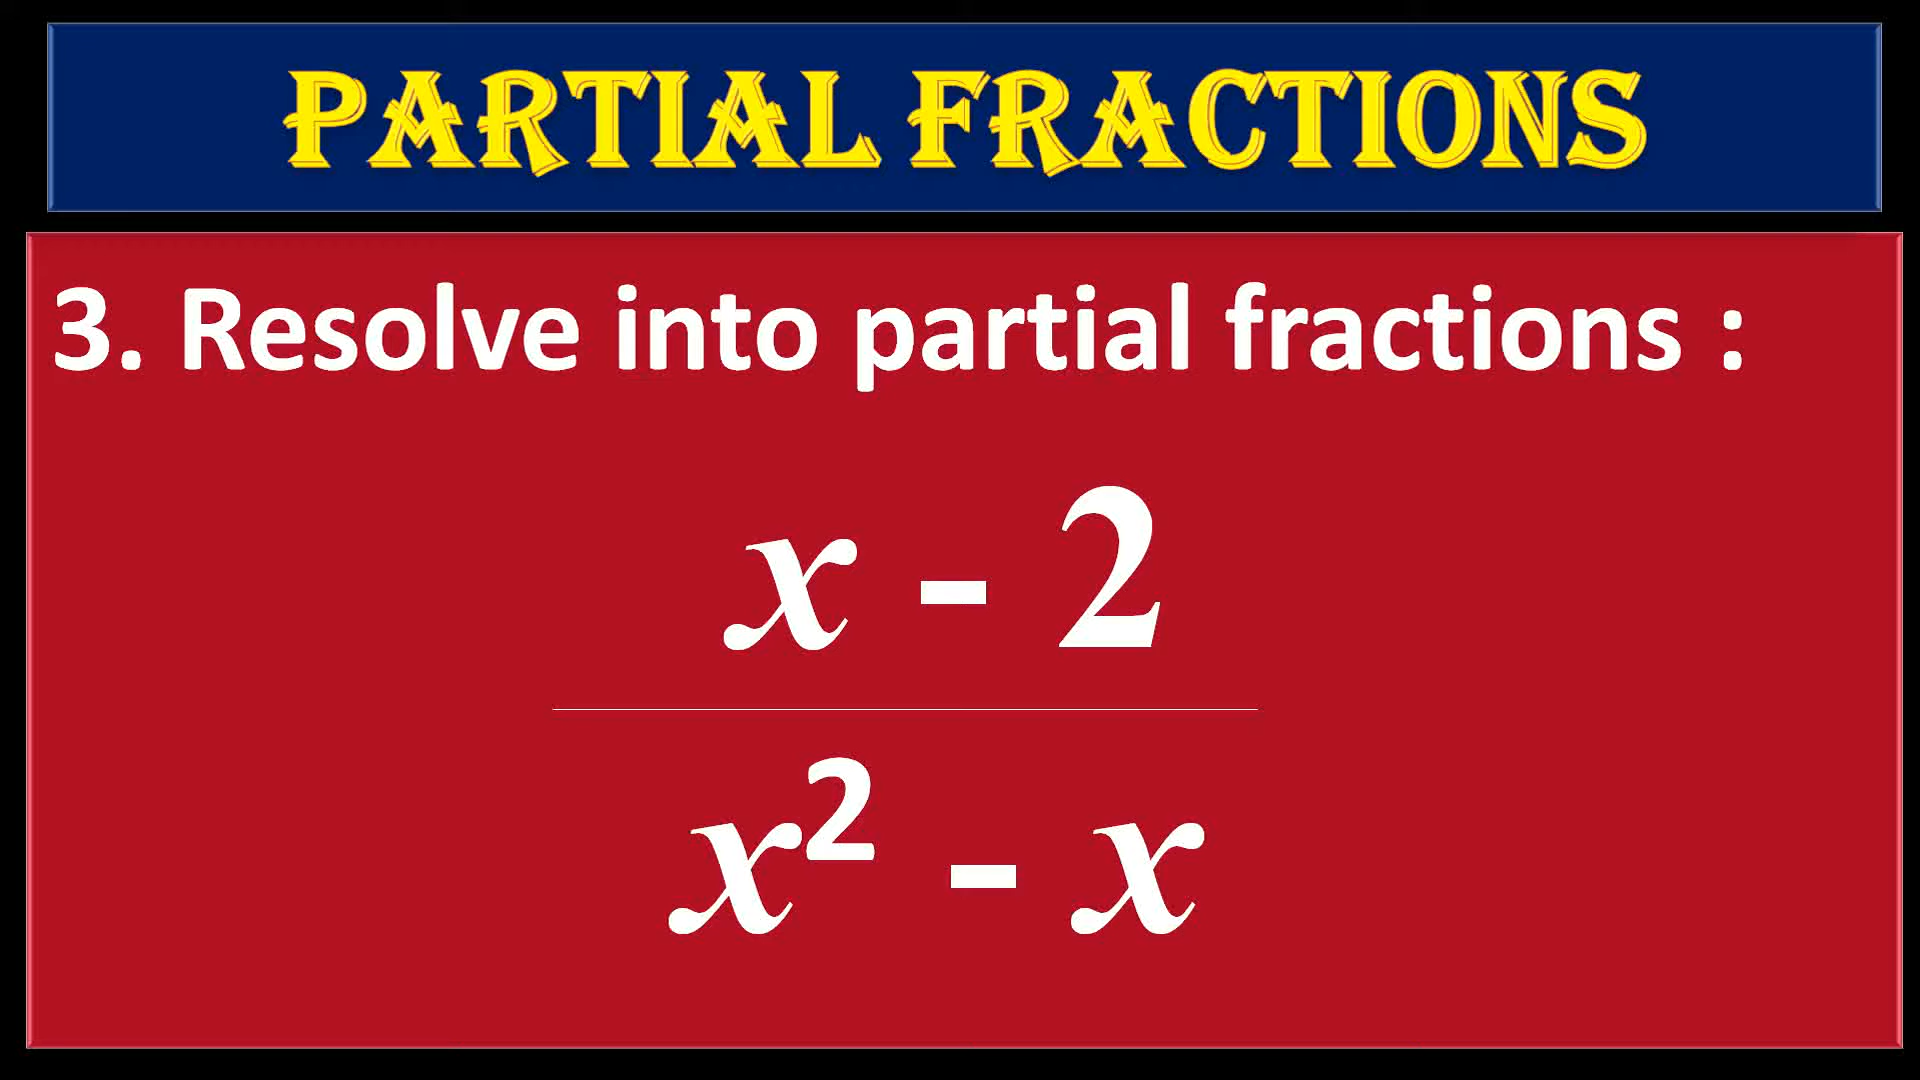 PARTIAL FRACTIONS
3. Resolve into partial fractions :
x - 2
x² - x